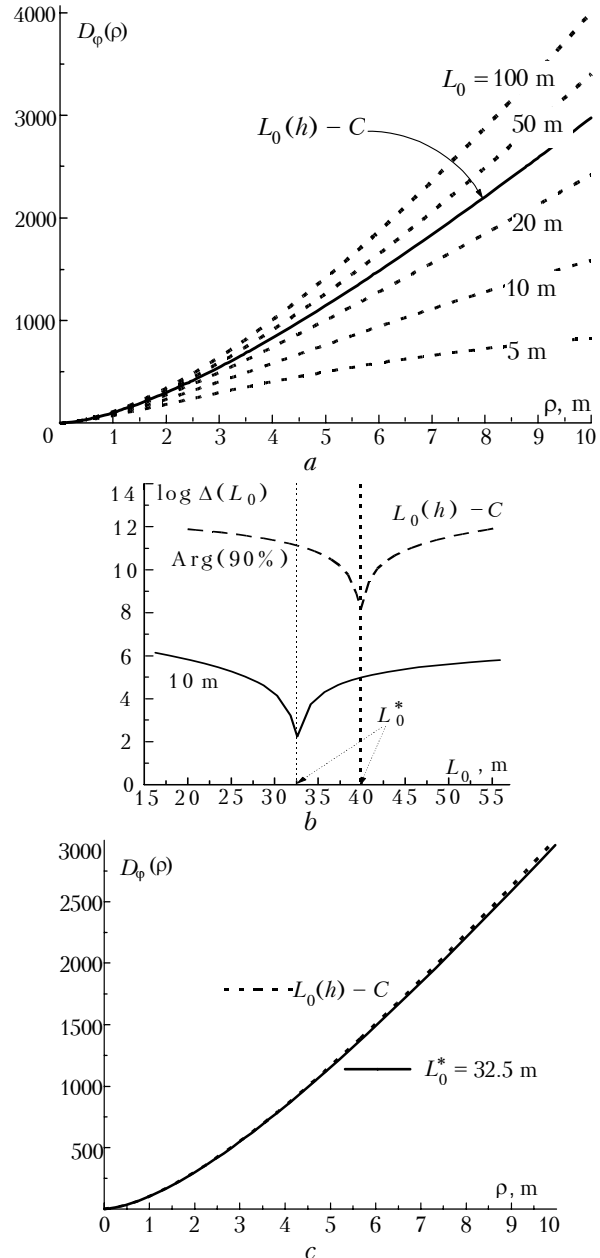 4000
D_φ(ρ)
L_0 = 100 m
3000
L_0(h) – C
50 m
2000
20 m
10 m
1000
5 m
ρ, m
0
0 1 2 3 4 5 6 7 8 9 10
a
14
log Δ(L_0)
L_0(h) – C
12
Arg(90%)
10
8
6
10 m
4
L_0^*
2
L_0, m
0
15 20 25 30 35 40 45 50 55
b
3000
D_φ(ρ)
2500
2000
L_0(h) – C
1500
L_0^* = 32.5 m
1000
500
ρ, m
0 1 2 3 4 5 6 7 8 9 10
c